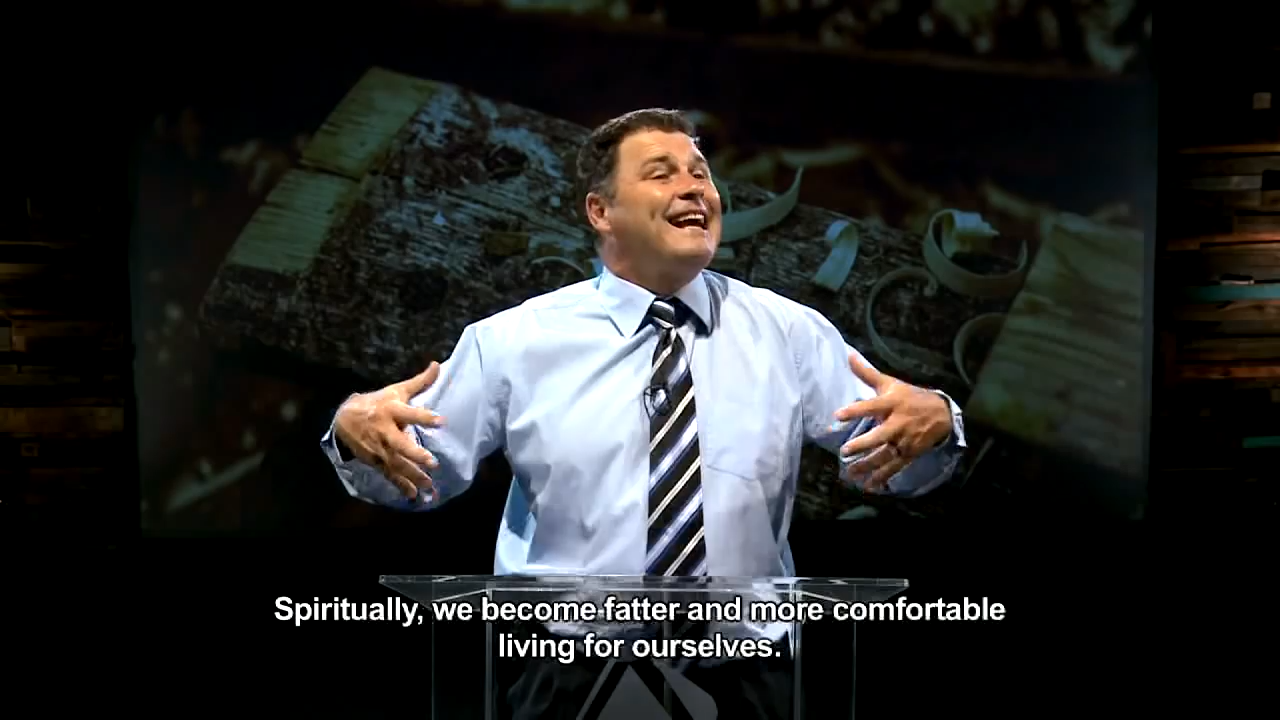 Spiritually, we become fatter and more comfortable
living for ourselves.